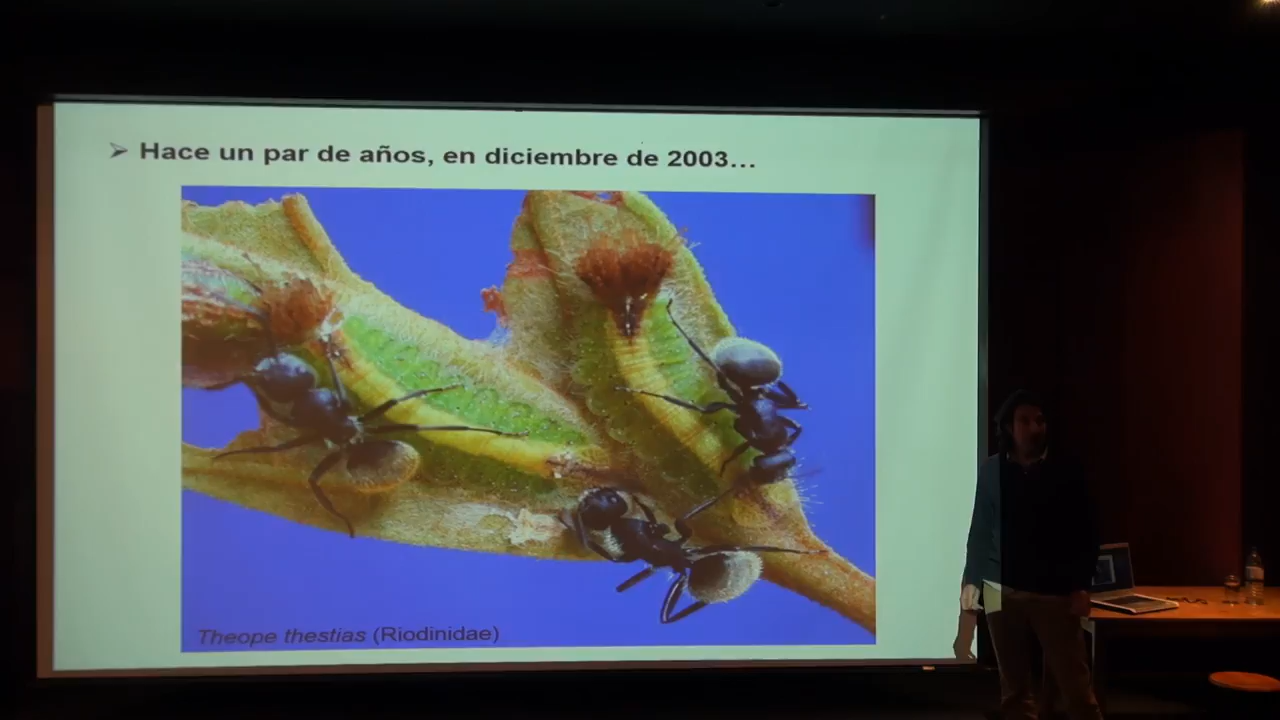 ➢ Hace un par de años, en diciembre de 2003...
Theope thestias (Riodinidae)